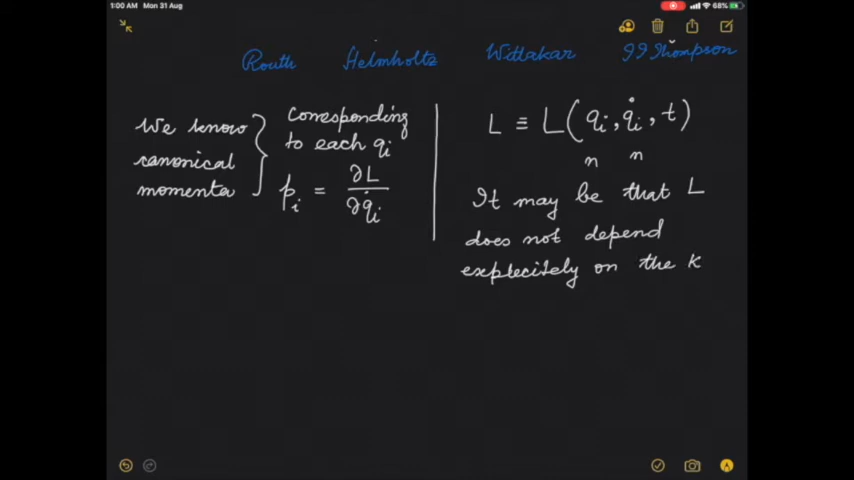 1:00 AM Mon 31 Aug
68%
Routh Helmholtz Wittakar JJ Thompson
We know
canonical
momenta
corresponding
to each qi
pi = ∂L/∂q̇i
L ≡ L(qi, q̇i, t)
n n
It may be that L
does not depend
explecitely on the k